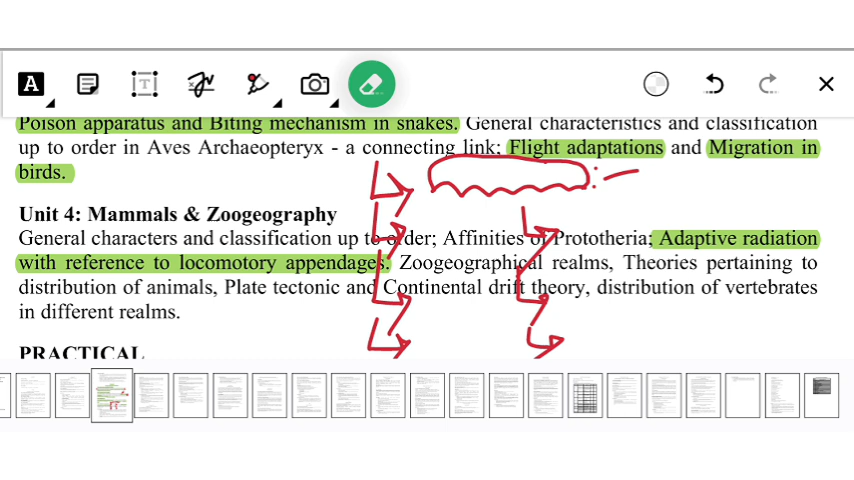 A
T
Poison apparatus and Biting mechanism in snakes. General characteristics and classification
up to order in Aves Archaeopteryx - a connecting link; Flight adaptations and Migration in
birds.
Unit 4: Mammals & Zoogeography
General characters and classification up to order; Affinities of Prototheria; Adaptive radiation
with reference to locomotory appendages. Zoogeographical realms, Theories pertaining to
distribution of animals, Plate tectonic and Continental drift theory, distribution of vertebrates
in different realms.
PRACTICAL